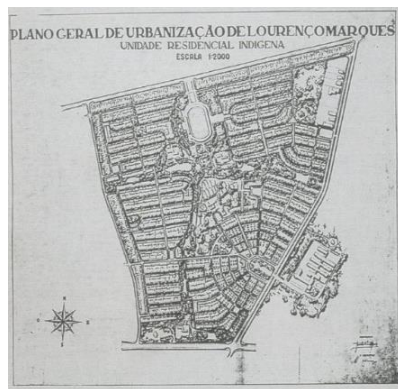 PLANO GERAL DE URBANIZAÇÃO DE LOURENÇO MARQUES
UNIDADE RESIDENCIAL INDIGENA
ESCALA 1:2000